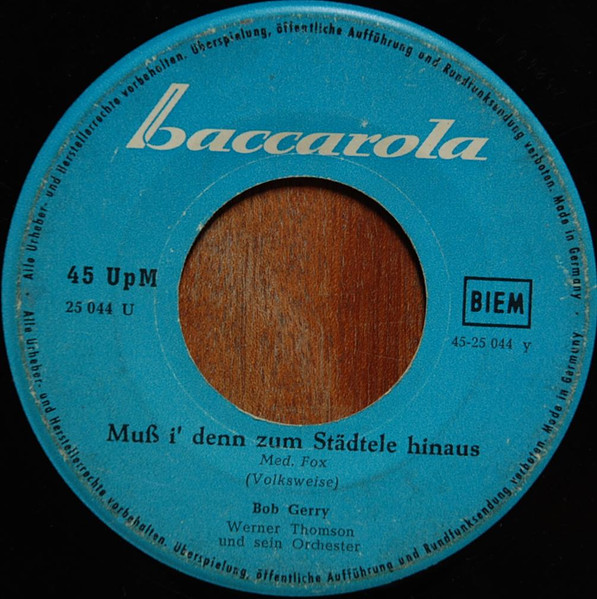 Alle Urheber- und Herstellerrechte vorbehalten. Überspielung, öffentliche Aufführung und Rundfunksendung verboten. Made in Germany
baccarola
45 UpM
25 044 U
BIEM
45-25 044 y
Muß i' denn zum Städtele hinaus
Med. Fox
(Volksweise)
Bob Gerry
Werner Thomson
und sein Orchester
Alle Urheber- und Herstellerrechte vorbehalten. Überspielung, öffentliche Aufführung und Rundfunksendung verboten. Made in Germany